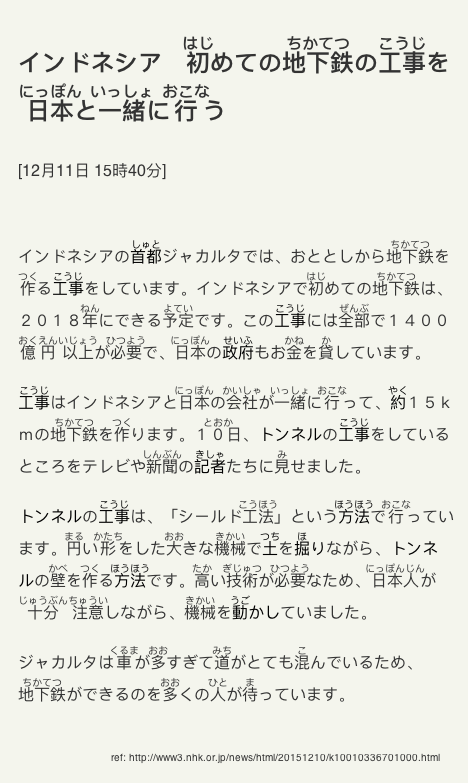 インドネシア　初めての地下鉄の工事を
日本と一緒に行う
[12月11日 15時40分]
インドネシアの首都ジャカルタでは、おととしから地下鉄を
作る工事をしています。インドネシアで初めての地下鉄は、
２０１８年にできる予定です。この工事には全部で１４００
億円以上が必要で、日本の政府もお金を貸しています。
工事はインドネシアと日本の会社が一緒に行って、約１５ｋ
ｍの地下鉄を作ります。１０日、トンネルの工事をしている
ところをテレビや新聞の記者たちに見せました。
トンネルの工事は、「シールド工法」という方法で行ってい
ます。円い形をした大きな機械で土を掘りながら、トンネ
ルの壁を作る方法です。高い技術が必要なため、日本人が
十分注意しながら、機械を動かしていました。
ジャカルタは車が多すぎて道がとても混んでいるため、
地下鉄ができるのを多くの人が待っています。
ref: http://www3.nhk.or.jp/news/html/20151210/k10010336701000.html